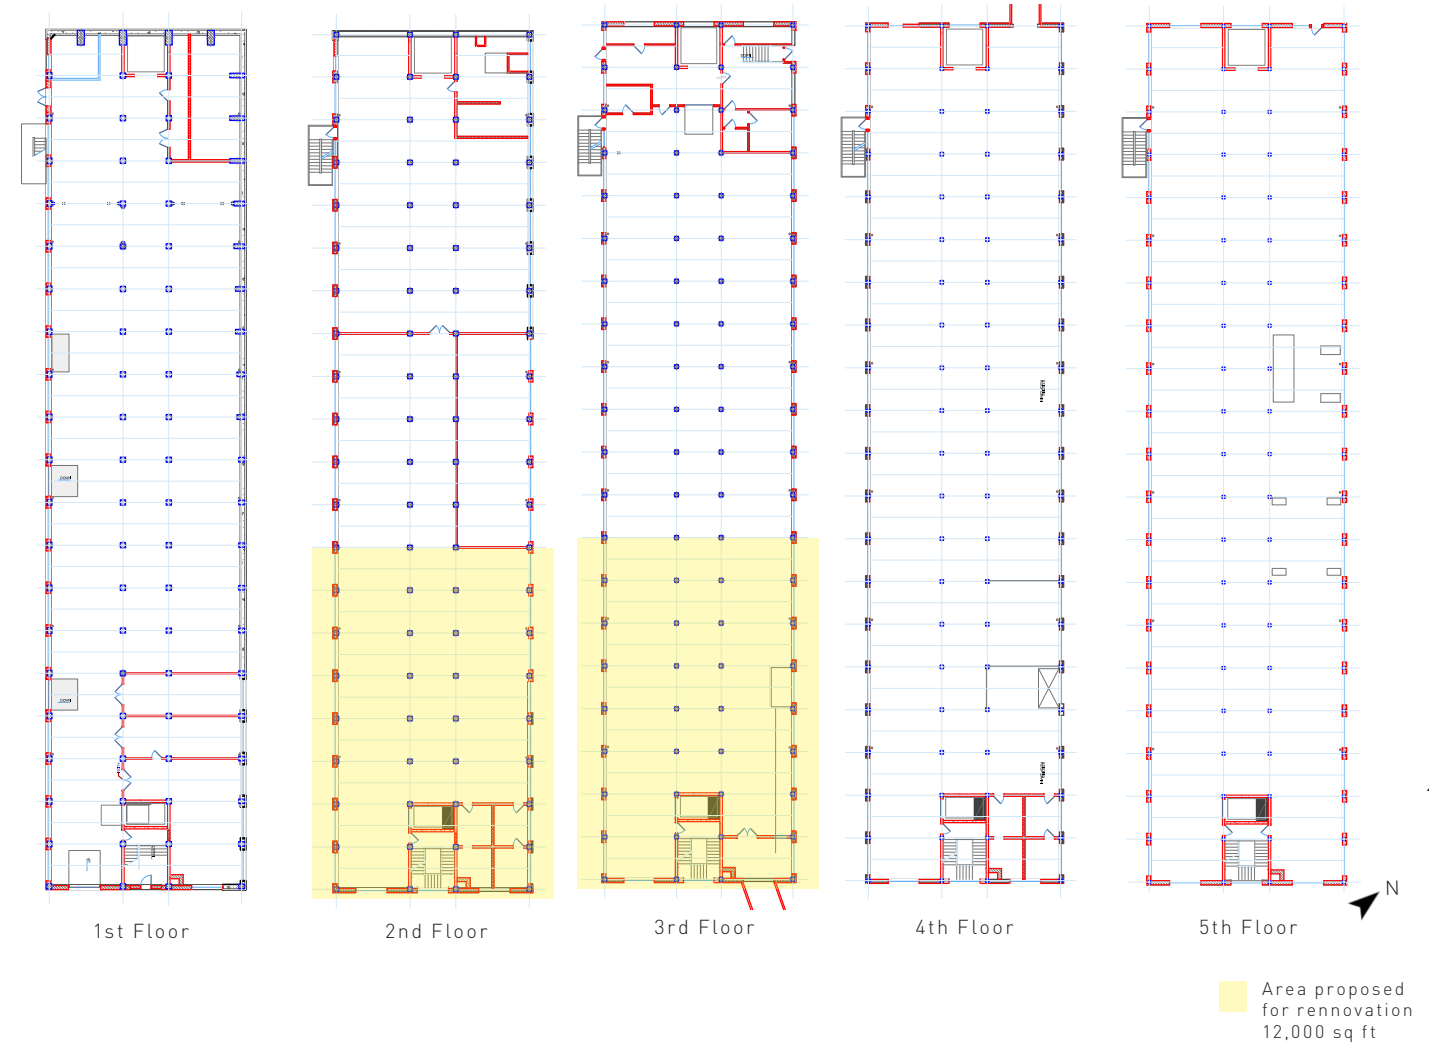 1st Floor
2nd Floor
3rd Floor
4th Floor
5th Floor
N
Area proposed
for rennovation
12,000 sq ft